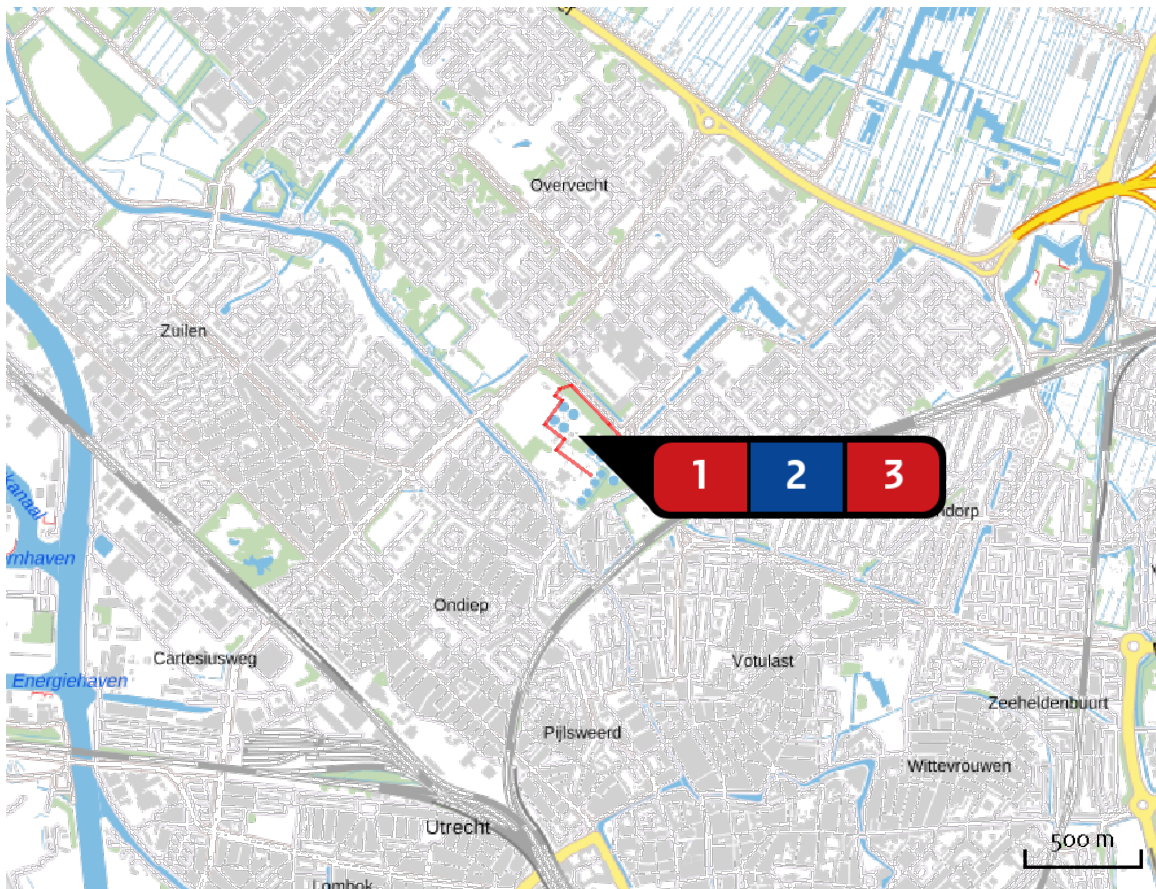 Overvecht
Zuilen
1 2 3
ndorp
kanaal
rnhaven
Ondiep
Cartesiusweg
Votulast
Energiehaven
Zeeheldenbuurt
Pijlsweerd
Wittevrouwen
Utrecht
500 m
Lombok